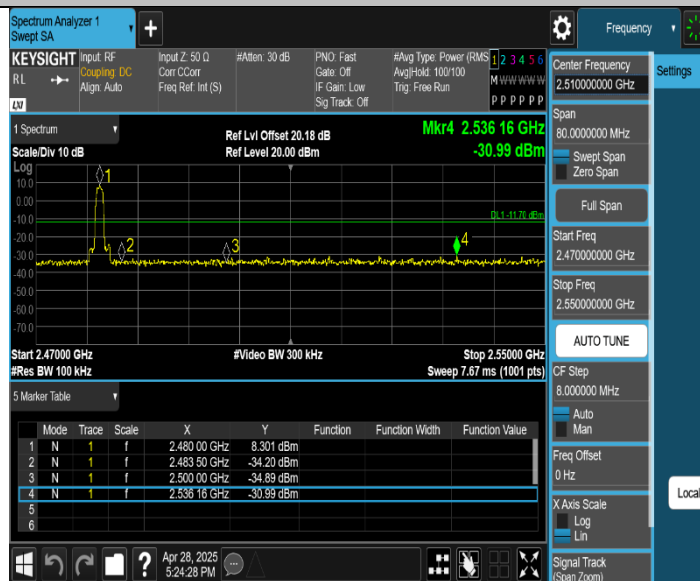 Spectrum Analyzer 1
Swept SA
+
Frequency
KEYSIGHT
RL
LXI
Input: RF
Coupling: DC
Align: Auto
Input Z: 50 Ω
Corr CCorr
Freq Ref: Int (S)
#Atten: 30 dB
PNO: Fast
Gate: Off
IF Gain: Low
Sig Track: Off
#Avg Type: Power (RMS
Avg|Hold: 100/100
Trig: Free Run
1 2 3 4 5 6
M W W W W W
P P P P P P
Center Frequency
2.510000000 GHz
Settings
Span
80.0000000 MHz
Swept Span
Zero Span
Full Span
Start Freq
2.470000000 GHz
Stop Freq
2.550000000 GHz
AUTO TUNE
CF Step
8.000000 MHz
Auto
Man
Freq Offset
0 Hz
X Axis Scale
Log
Lin
Local
Signal Track
(Span Zoom)
1 Spectrum
Scale/Div 10 dB
Ref Lvl Offset 20.18 dB
Ref Level 20.00 dBm
Mkr4 2.536 16 GHz
-30.99 dBm
Log
10.0
0.00
-10.0
-20.0
-30.0
-40.0
-50.0
-60.0
-70.0
1
2
3
4
DL1 -11.70 dBm
Start 2.47000 GHz
#Res BW 100 kHz
#Video BW 300 kHz
Stop 2.55000 GHz
Sweep 7.67 ms (1001 pts)
5 Marker Table
Mode Trace Scale X Y Function Function Width Function Value
1 N 1 f 2.480 00 GHz 8.301 dBm
2 N 1 f 2.483 50 GHz -34.20 dBm
3 N 1 f 2.500 00 GHz -34.89 dBm
4 N 1 f 2.536 16 GHz -30.99 dBm
5
6
?
Apr 28, 2025
5:24:28 PM